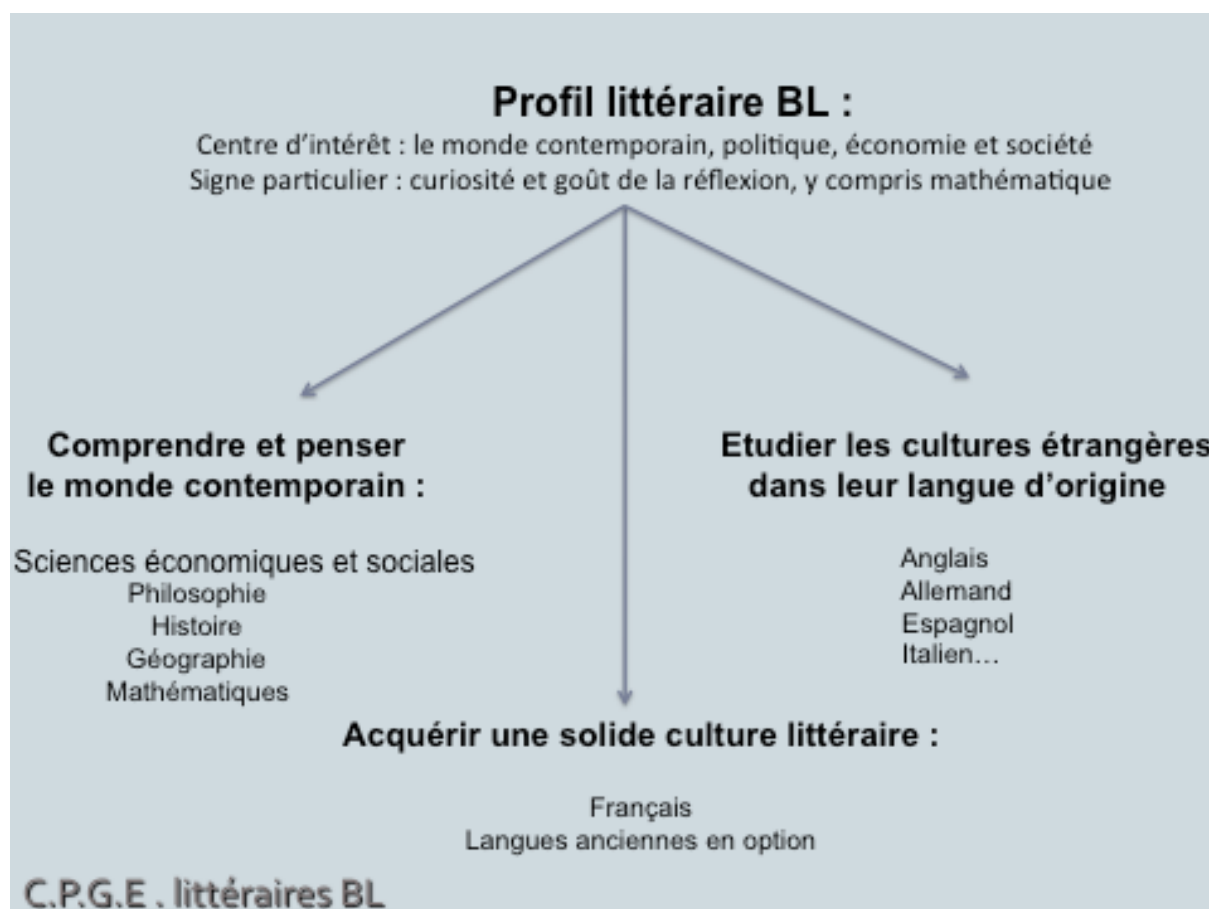 Profil littéraire BL :
Centre d’intérêt : le monde contemporain, politique, économie et société
Signe particulier : curiosité et goût de la réflexion, y compris mathématique
Comprendre et penser
le monde contemporain :
Sciences économiques et sociales
Philosophie
Histoire
Géographie
Mathématiques
Etudier les cultures étrangères
dans leur langue d’origine
Anglais
Allemand
Espagnol
Italien…
Acquérir une solide culture littéraire :
Français
Langues anciennes en option
C.P.G.E . littéraires BL